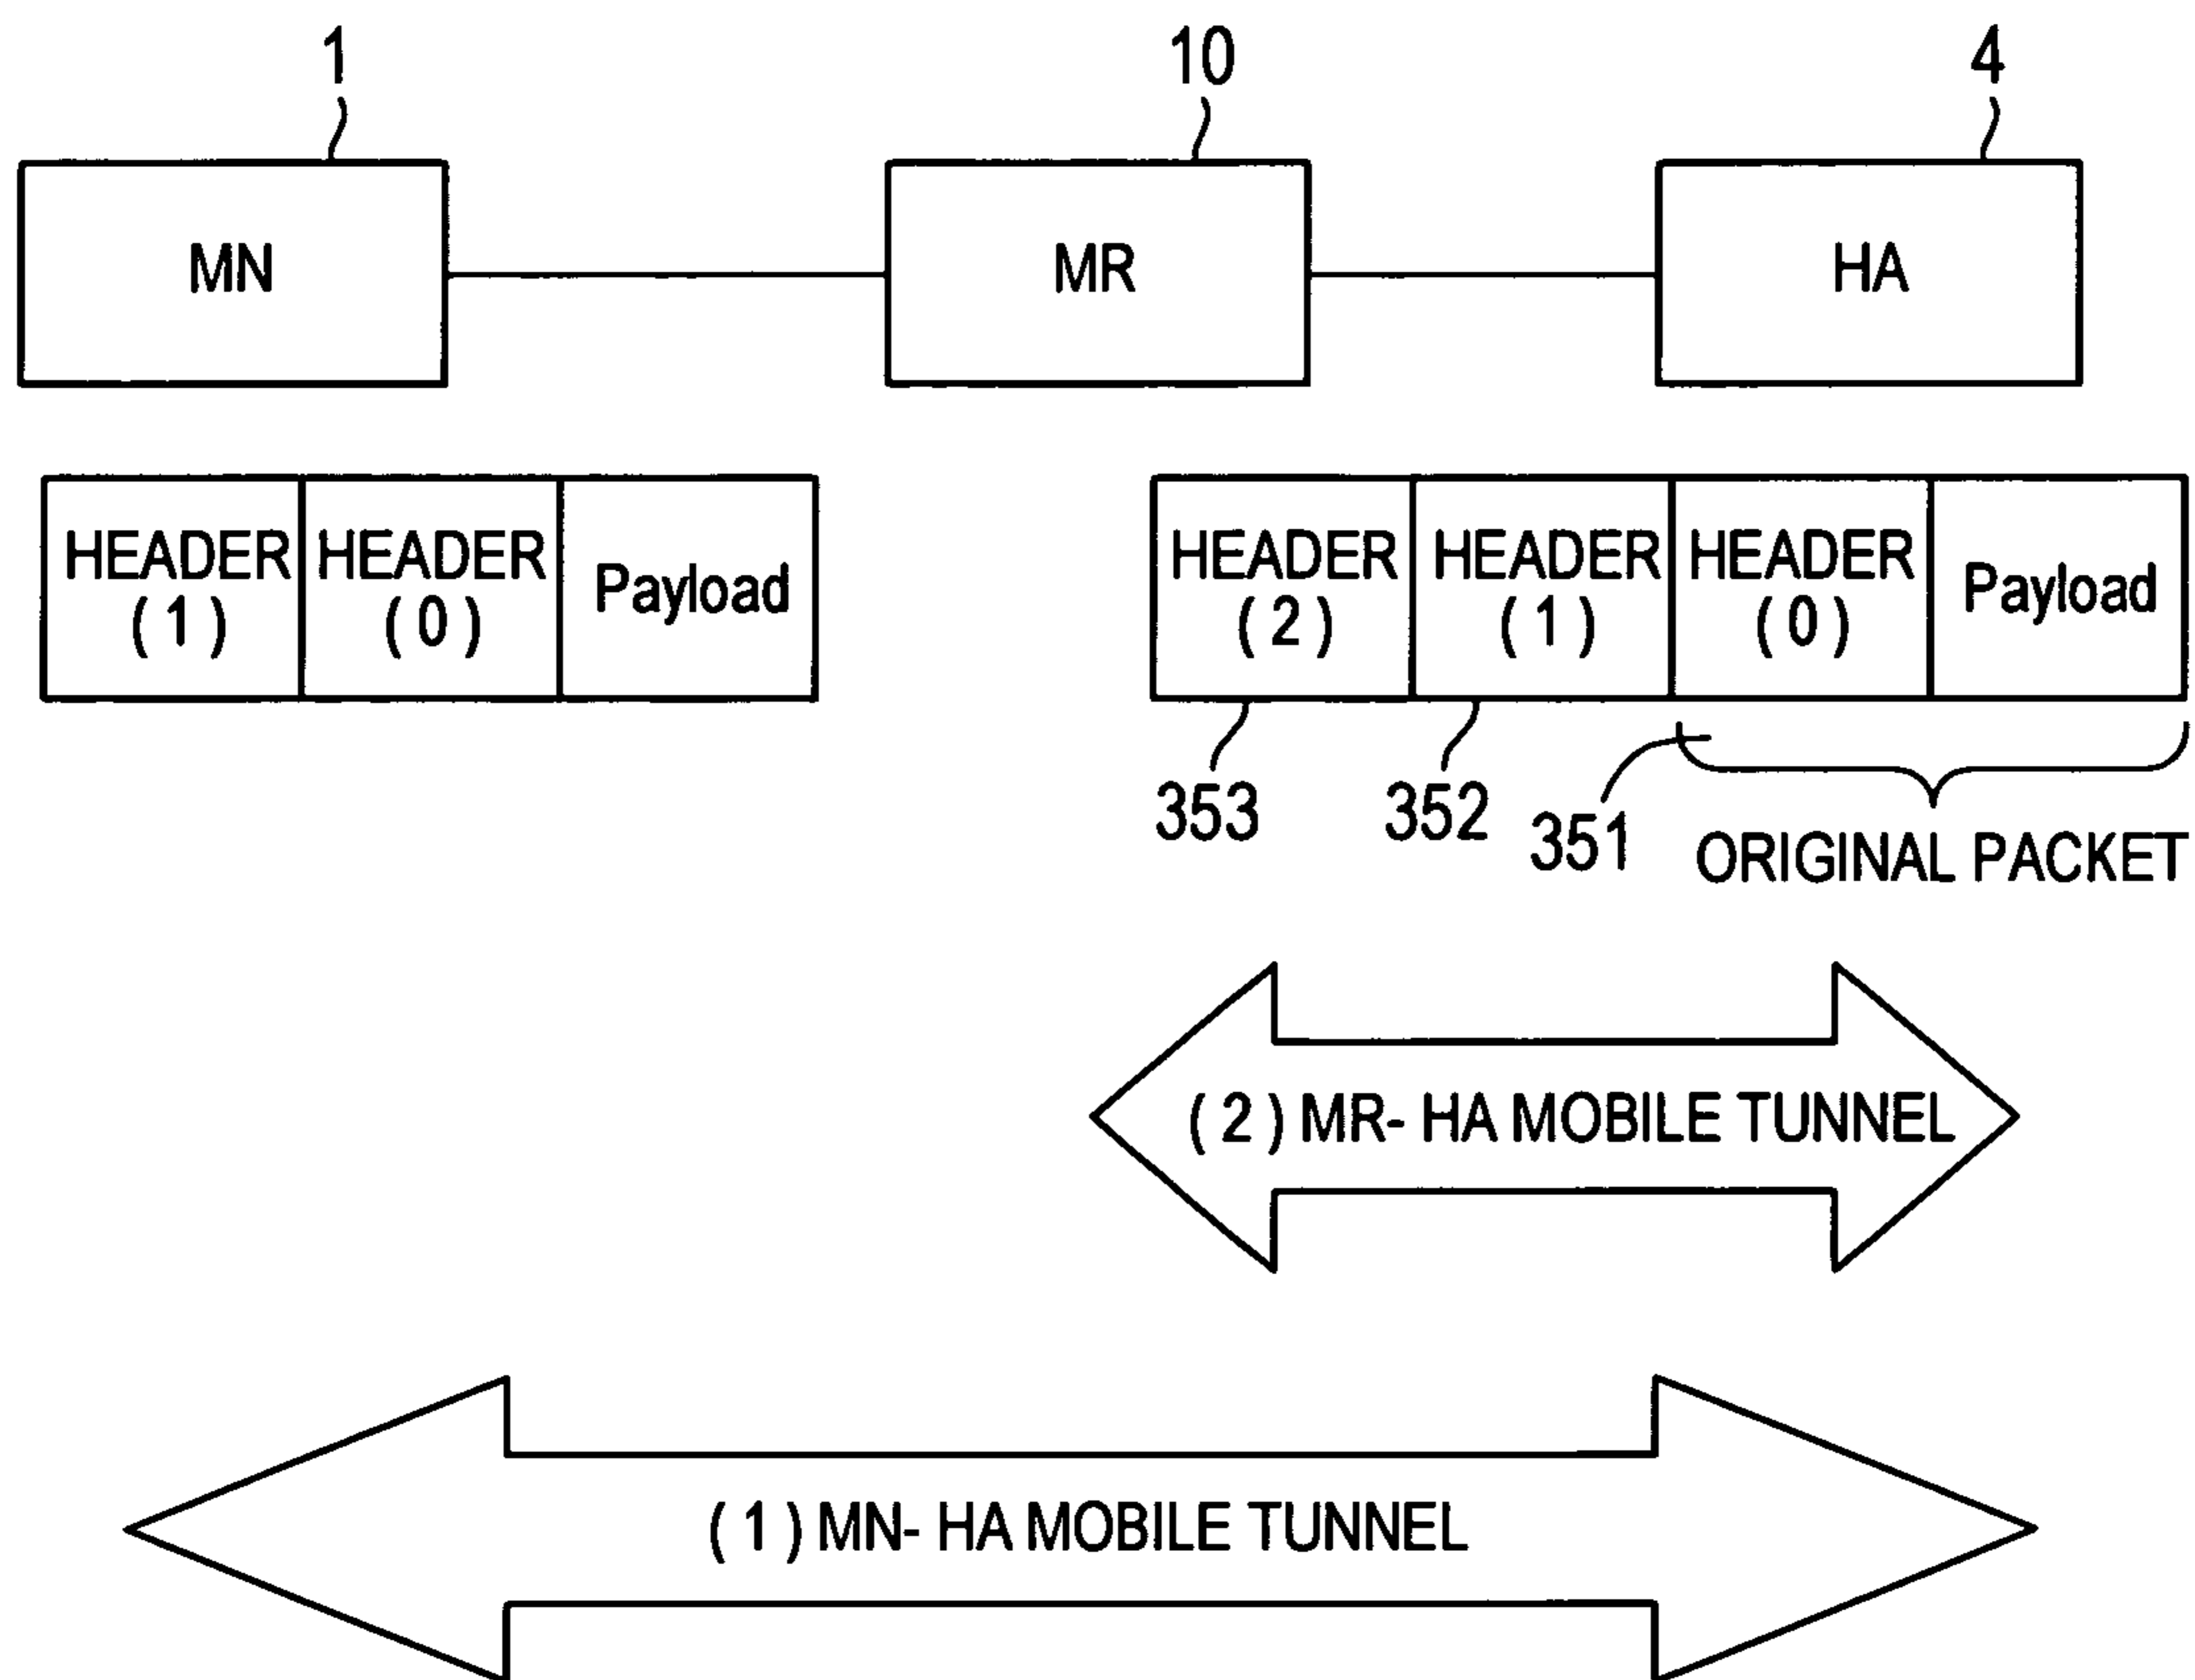 1 10 4
MN MR HA
HEADER HEADER Payload HEADER HEADER HEADER Payload
( 1 ) ( 0 ) ( 2 ) ( 1 ) ( 0 )
353 352 351 ORIGINAL PACKET
( 2 ) MR- HA MOBILE TUNNEL
( 1 ) MN- HA MOBILE TUNNEL